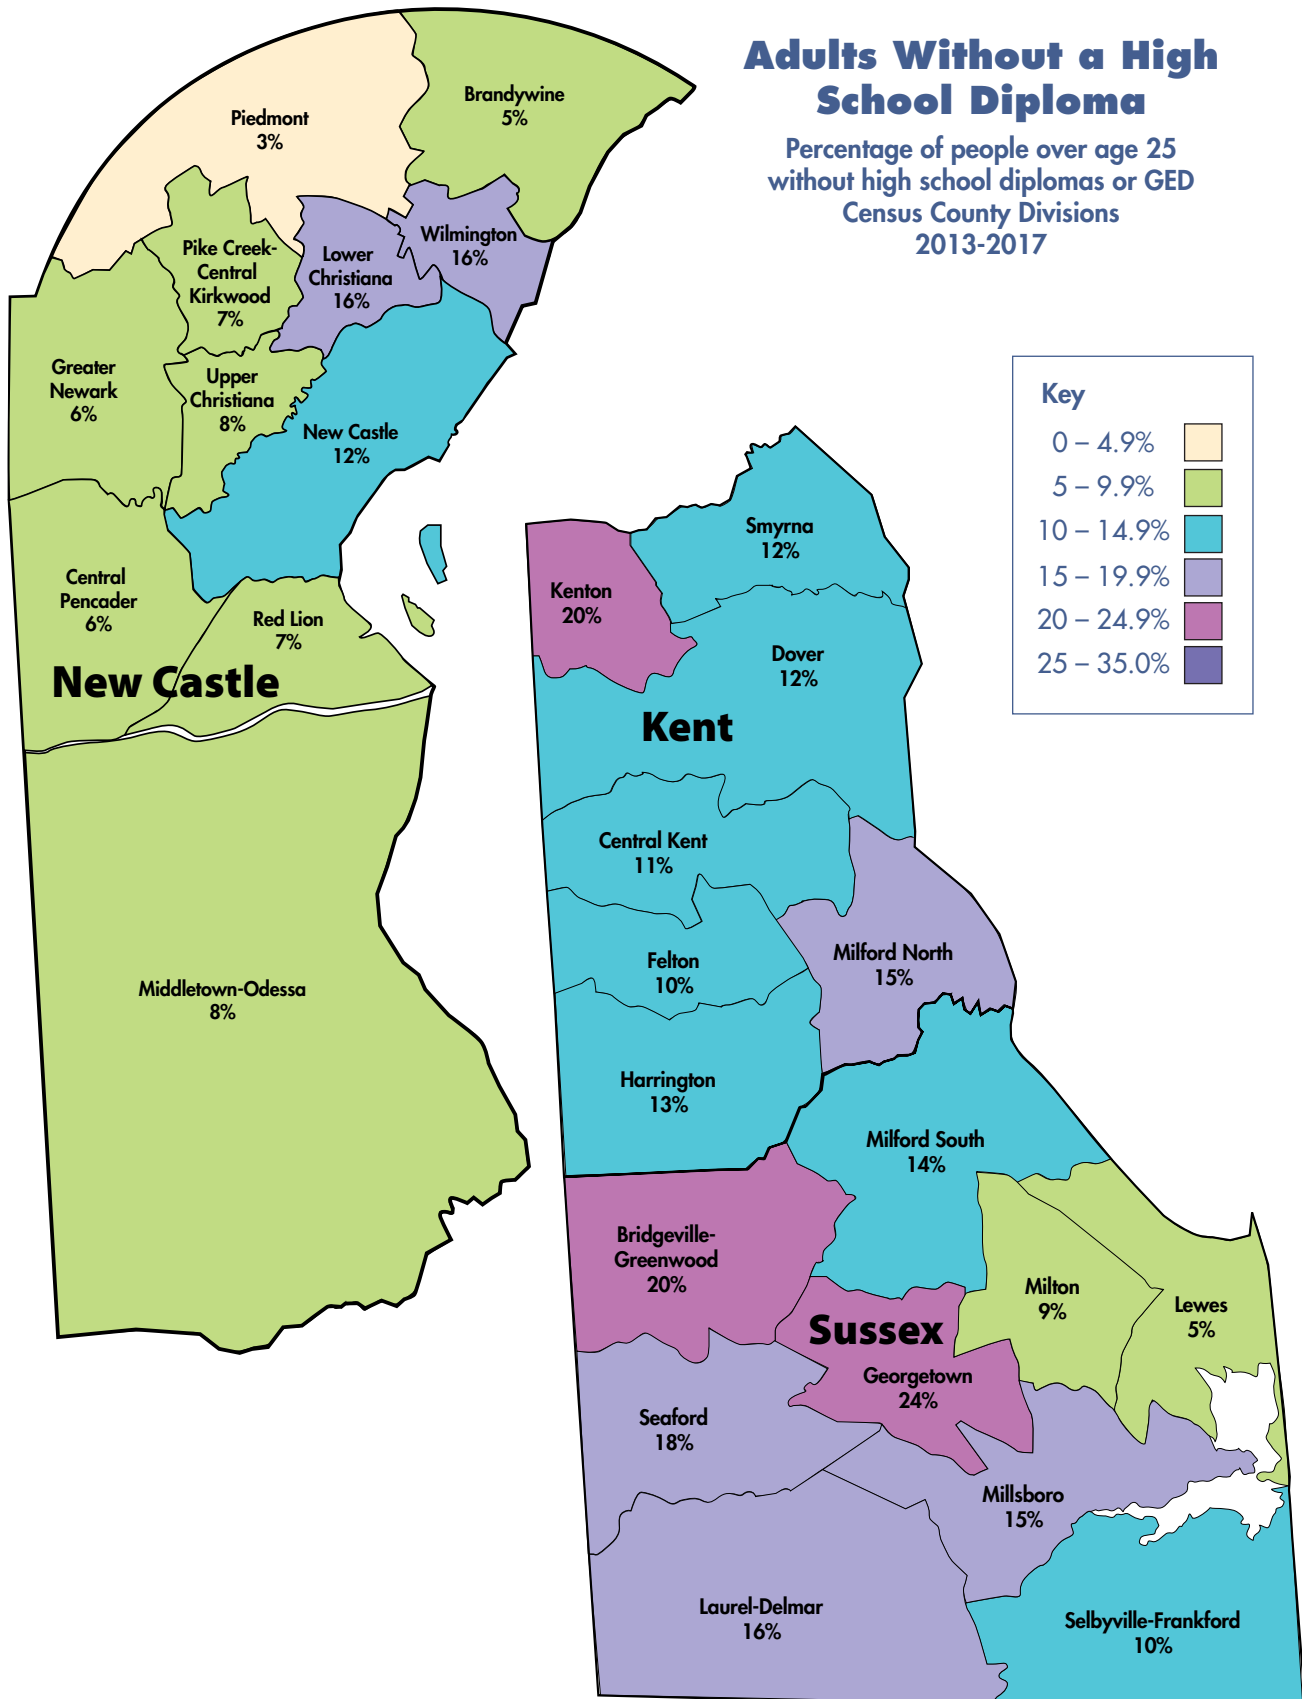 Adults Without a High
School Diploma
Percentage of people over age 25
without high school diplomas or GED
Census County Divisions
2013-2017
Piedmont
3%
Brandywine
5%
Pike Creek-
Central
Kirkwood
7%
Lower
Christiana
16%
Wilmington
16%
Greater
Newark
6%
Upper
Christiana
8%
New Castle
12%
Central
Pencader
6%
Red Lion
7%
New Castle
Middletown-Odessa
8%
Key
0 – 4.9%
5 – 9.9%
10 – 14.9%
15 – 19.9%
20 – 24.9%
25 – 35.0%
Smyrna
12%
Kenton
20%
Dover
12%
Kent
Central Kent
11%
Felton
10%
Milford North
15%
Harrington
13%
Milford South
14%
Bridgeville-
Greenwood
20%
Milton
9%
Lewes
5%
Sussex
Georgetown
24%
Seaford
18%
Millsboro
15%
Laurel-Delmar
16%
Selbyville-Frankford
10%